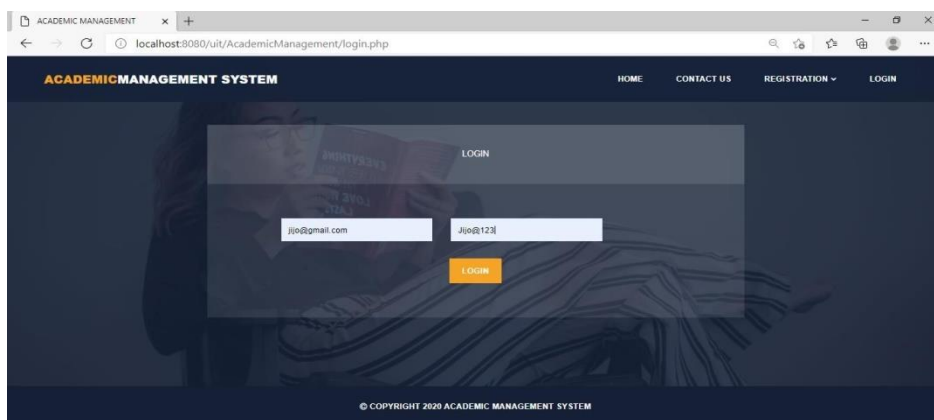 ACADEMIC MANAGEMENT
localhost:8080/uit/AcademicManagement/login.php
ACADEMICMANAGEMENT SYSTEM HOME CONTACT US REGISTRATION LOGIN
LOGIN
jijo@gmail.com Jijo@123
LOGIN
© COPYRIGHT 2020 ACADEMIC MANAGEMENT SYSTEM